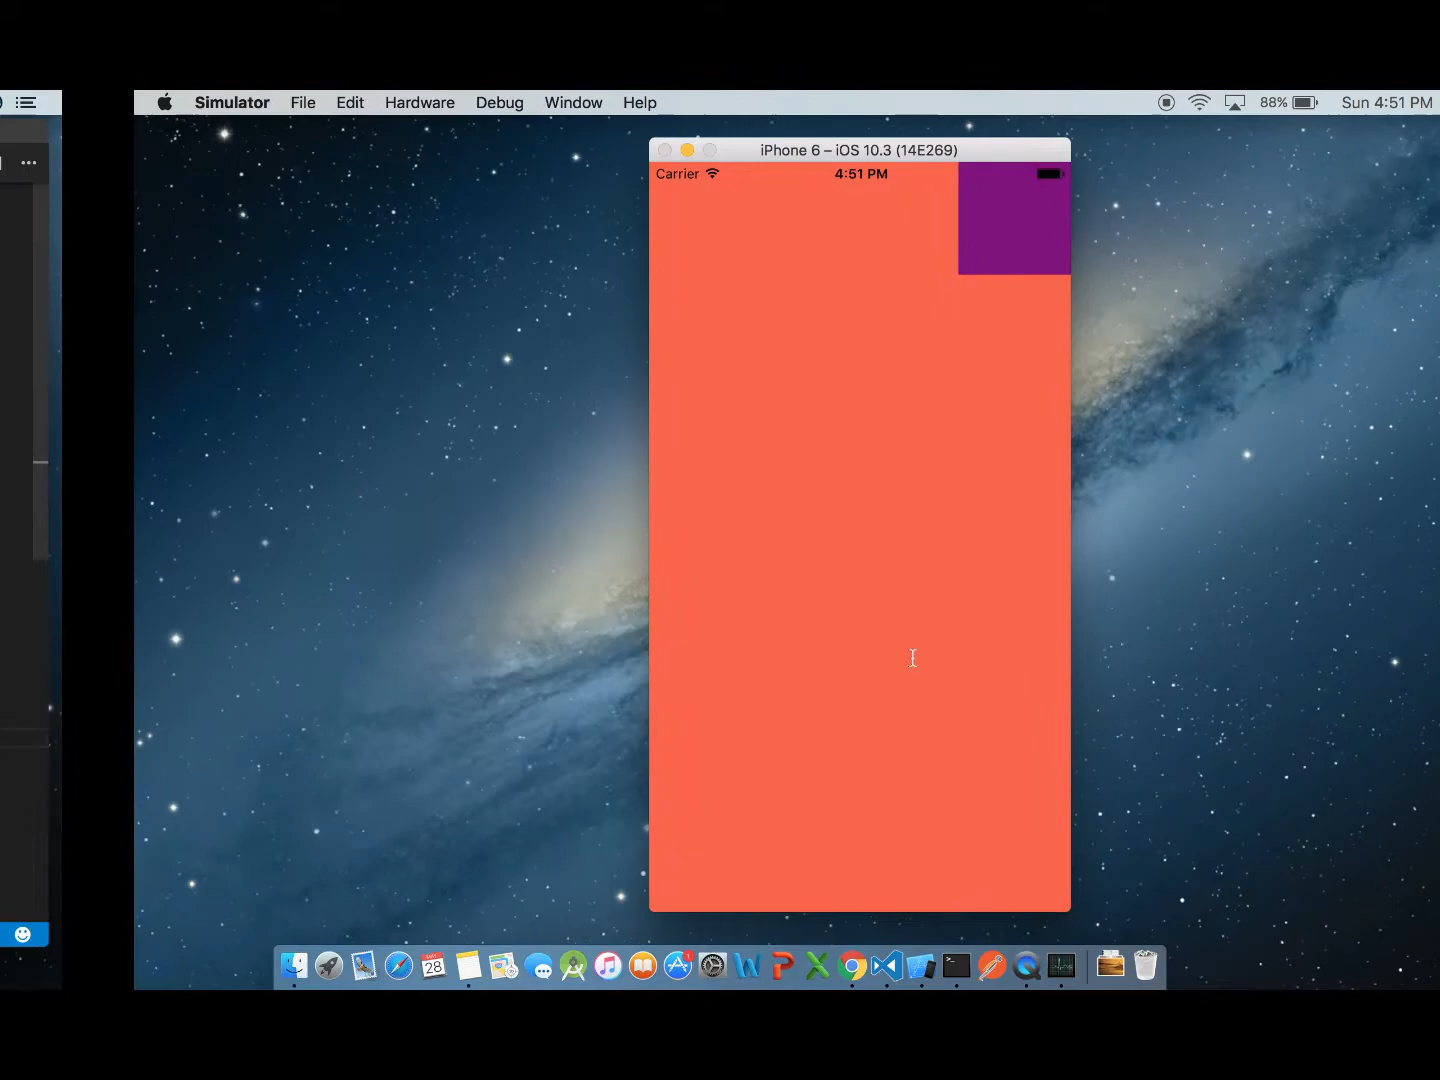 Simulator File Edit Hardware Debug Window Help 88% Sun 4:51 PM
iPhone 6 – iOS 10.3 (14E269)
Carrier 4:51 PM
28
1